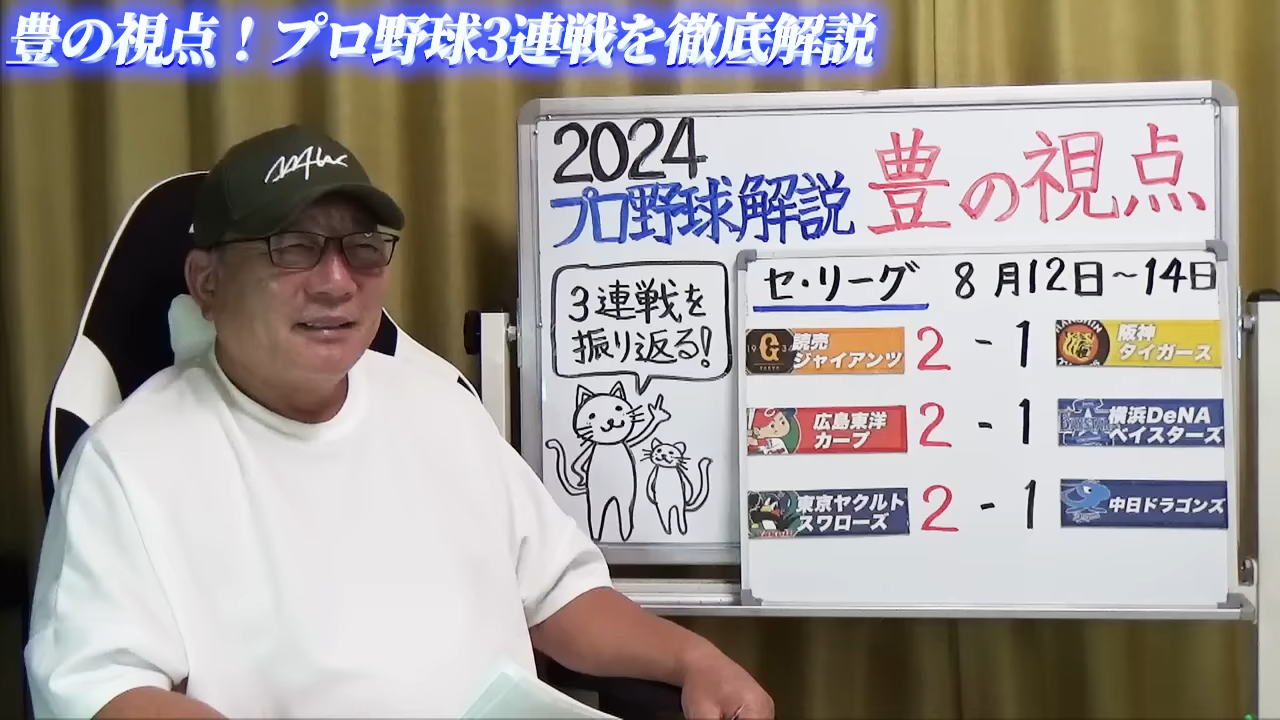 豊の視点！プロ野球3連戦を徹底解説
2024
プロ野球解説 豊の視点
3連戦を
振り返る!
セ・リーグ 8月12日～14日
読売
ジャイアンツ
2 - 1
阪神
タイガース
広島東洋
カープ
2 - 1
横浜DeNA
ベイスターズ
東京ヤクルト
スワローズ
2 - 1
中日ドラゴンズ